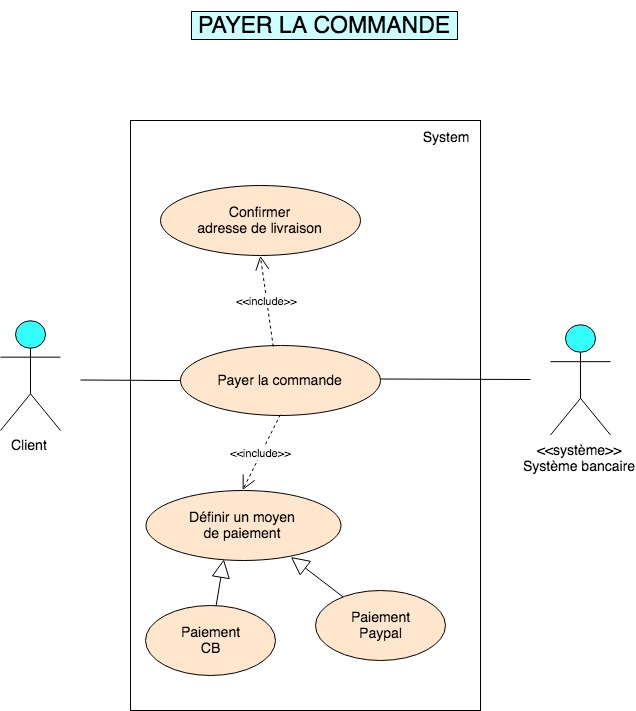 PAYER LA COMMANDE
System
Confirmer
adresse de livraison
<<include>>
Payer la commande
Client
<<système>>
Système bancaire
<<include>>
Définir un moyen
de paiement
Paiement
CB
Paiement
Paypal